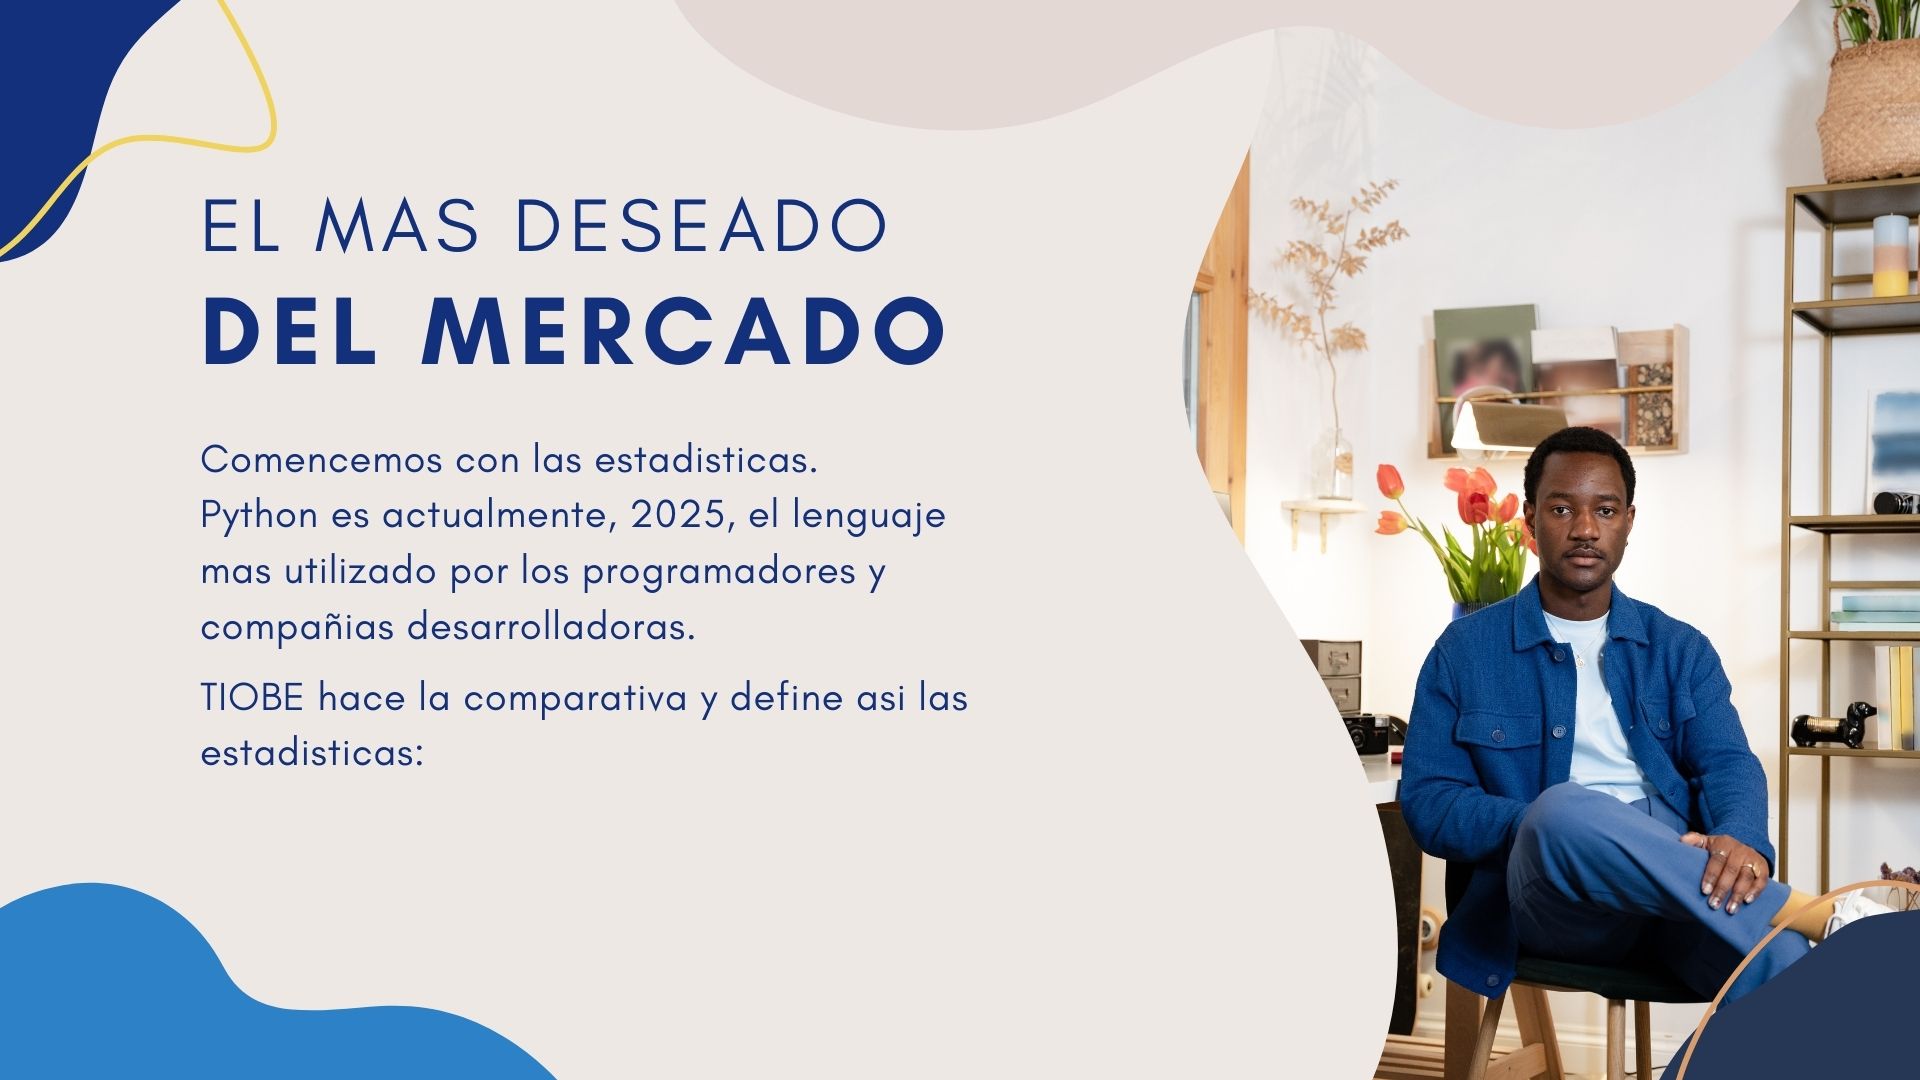 EL MAS DESEADO
DEL MERCADO
Comencemos con las estadisticas.
Python es actualmente, 2025, el lenguaje
mas utilizado por los programadores y
compañias desarrolladoras.
TIOBE hace la comparativa y define asi las
estadisticas: